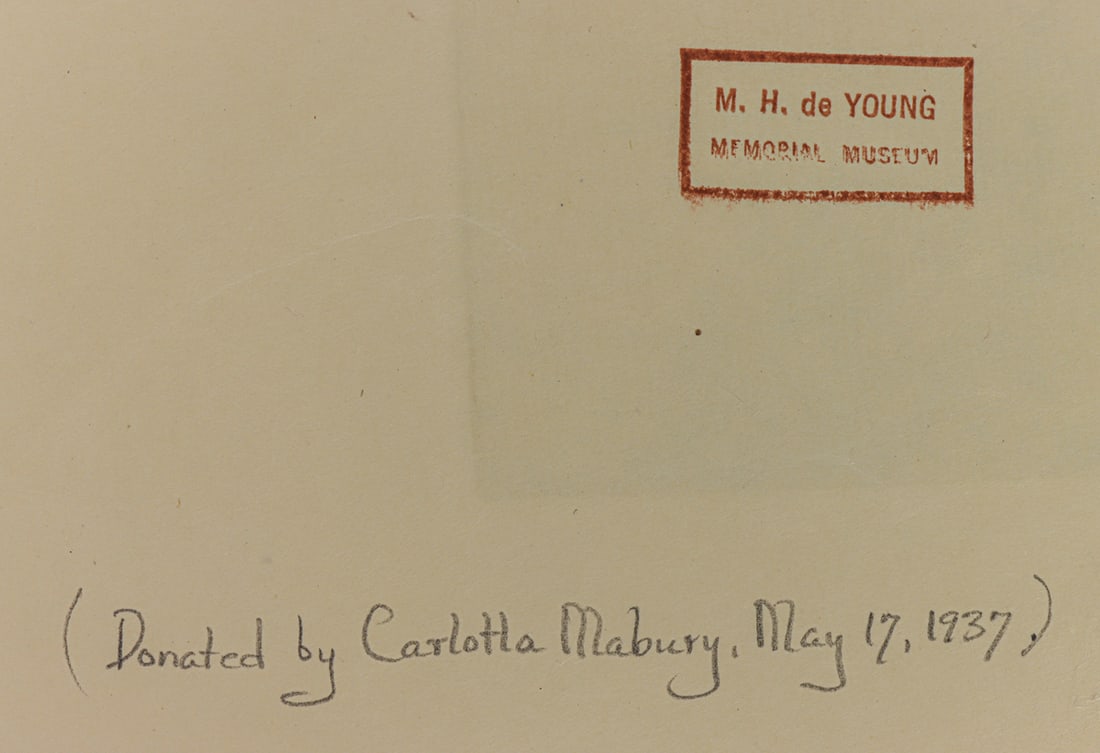 M. H. de YOUNG
MEMORIAL MUSEUM
(Donated by Carlotta Mabury, May 17, 1937.)